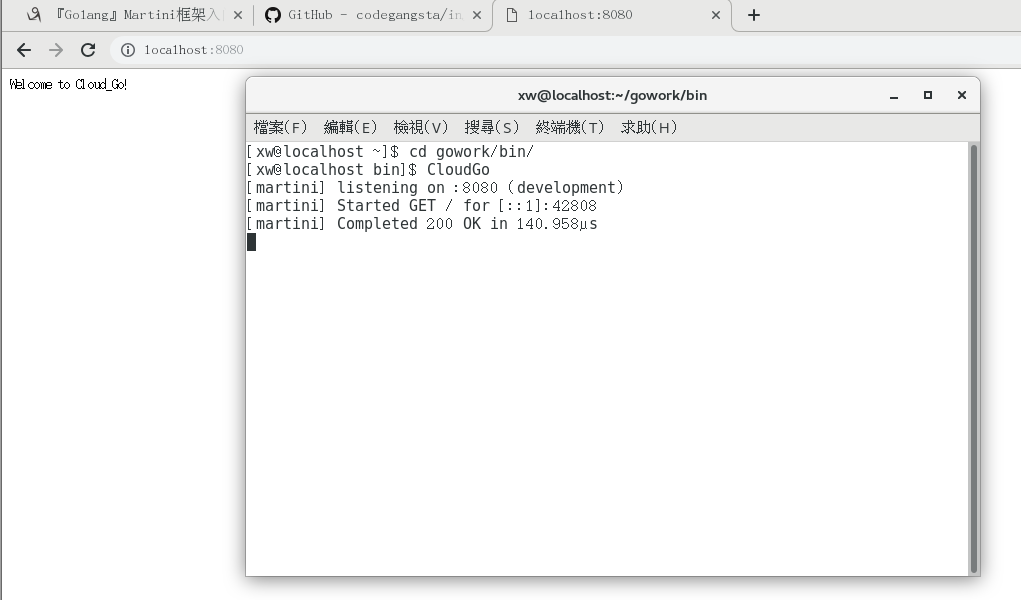 『Golang』Martini框架入
GitHub - codegangsta/in
localhost:8080
localhost:8080
Welcome to Cloud_Go!
xw@localhost:~/gowork/bin
檔案(F) 編輯(E) 檢視(V) 搜尋(S) 終端機(T) 求助(H)
[xw@localhost ~]$ cd gowork/bin/
[xw@localhost bin]$ CloudGo
[martini] listening on :8080 (development)
[martini] Started GET / for [::1]:42808
[martini] Completed 200 OK in 140.958µs